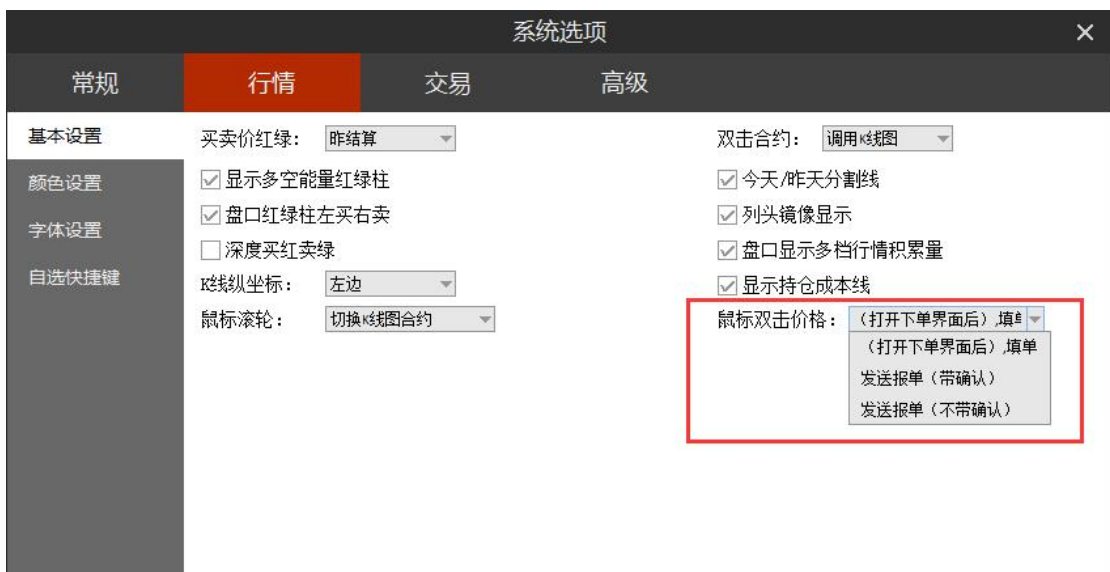 系统选项
常规 行情 交易 高级
基本设置
颜色设置
字体设置
自选快捷键
买卖价红绿： 昨结算
显示多空能量红绿柱
盘口红绿柱左买右卖
深度买红卖绿
K线纵坐标： 左边
鼠标滚轮： 切换K线图合约
双击合约： 调用K线图
今天/昨天分割线
列头镜像显示
盘口显示多档行情积累量
显示持仓成本线
鼠标双击价格： （打开下单界面后）,填
（打开下单界面后）,填单
发送报单（带确认）
发送报单（不带确认）